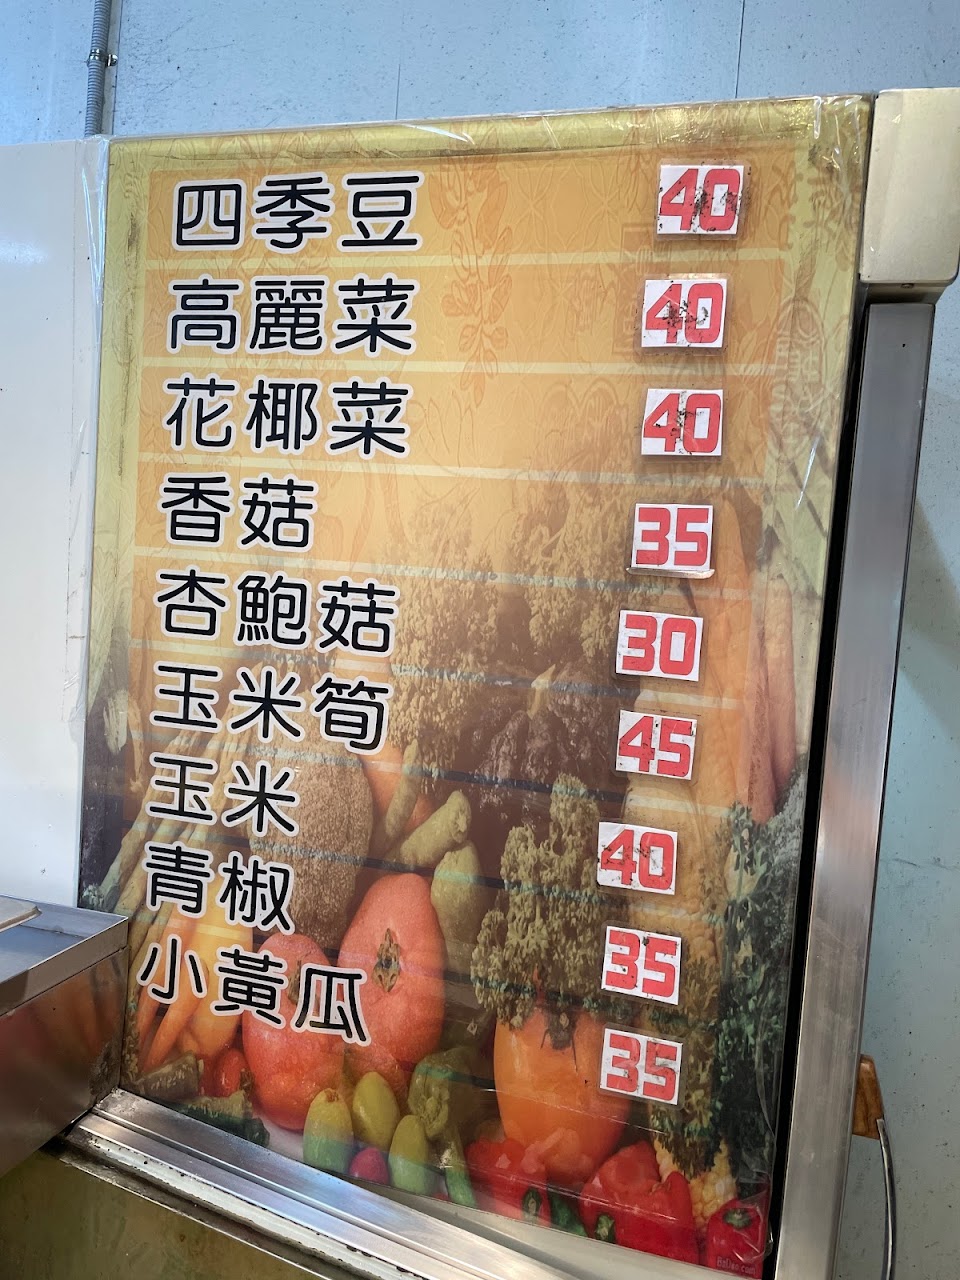 四季豆 40
高麗菜 40
花椰菜 40
香菇 35
杏鮑菇 30
玉米筍 45
玉米 40
青椒 35
小黃瓜 35